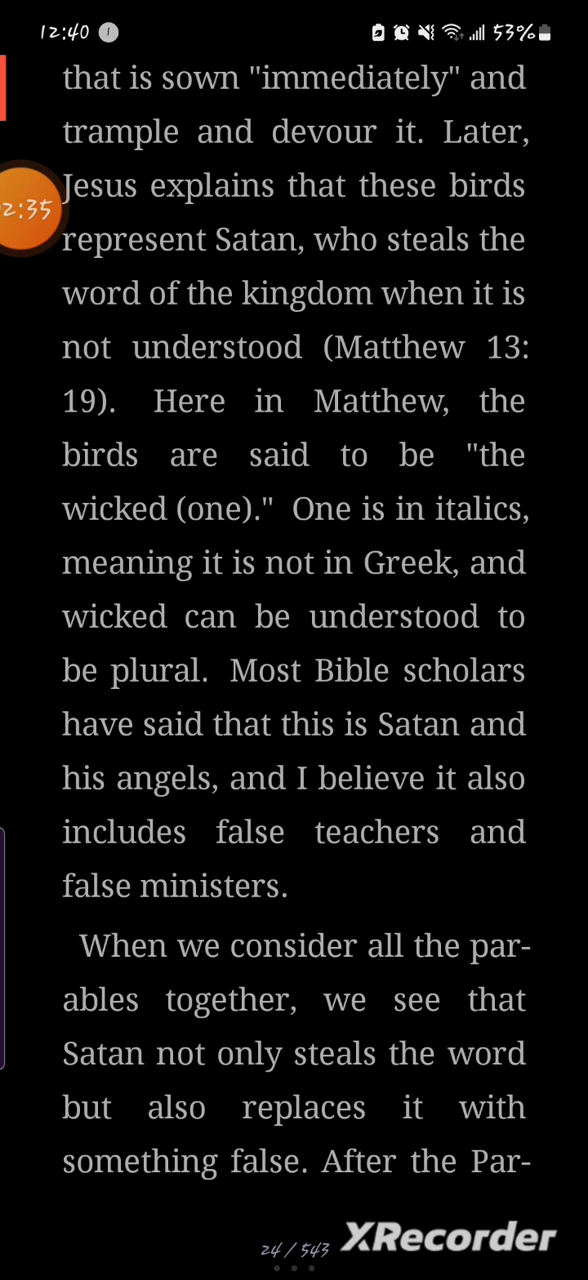 12:40
53%
that is sown "immediately" and
trample and devour it. Later,
2:35
Jesus explains that these birds
represent Satan, who steals the
word of the kingdom when it is
not understood (Matthew 13:
19). Here in Matthew, the
birds are said to be "the
wicked (one)." One is in italics,
meaning it is not in Greek, and
wicked can be understood to
be plural. Most Bible scholars
have said that this is Satan and
his angels, and I believe it also
includes false teachers and
false ministers.
When we consider all the par-
ables together, we see that
Satan not only steals the word
but also replaces it with
something false. After the Par-
24 / 543
XRecorder